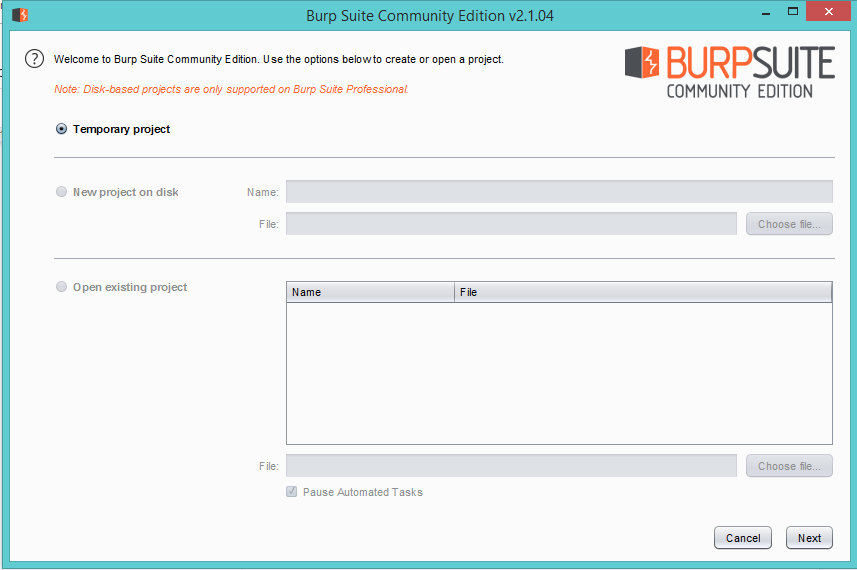 Burp Suite Community Edition v2.1.04
Welcome to Burp Suite Community Edition. Use the options below to create or open a project.
Note: Disk-based projects are only supported on Burp Suite Professional.
BURPSUITE
COMMUNITY EDITION
Temporary project
New project on disk
Name:
File:
Choose file...
Open existing project
Name
File
File:
Choose file...
Pause Automated Tasks
Cancel
Next